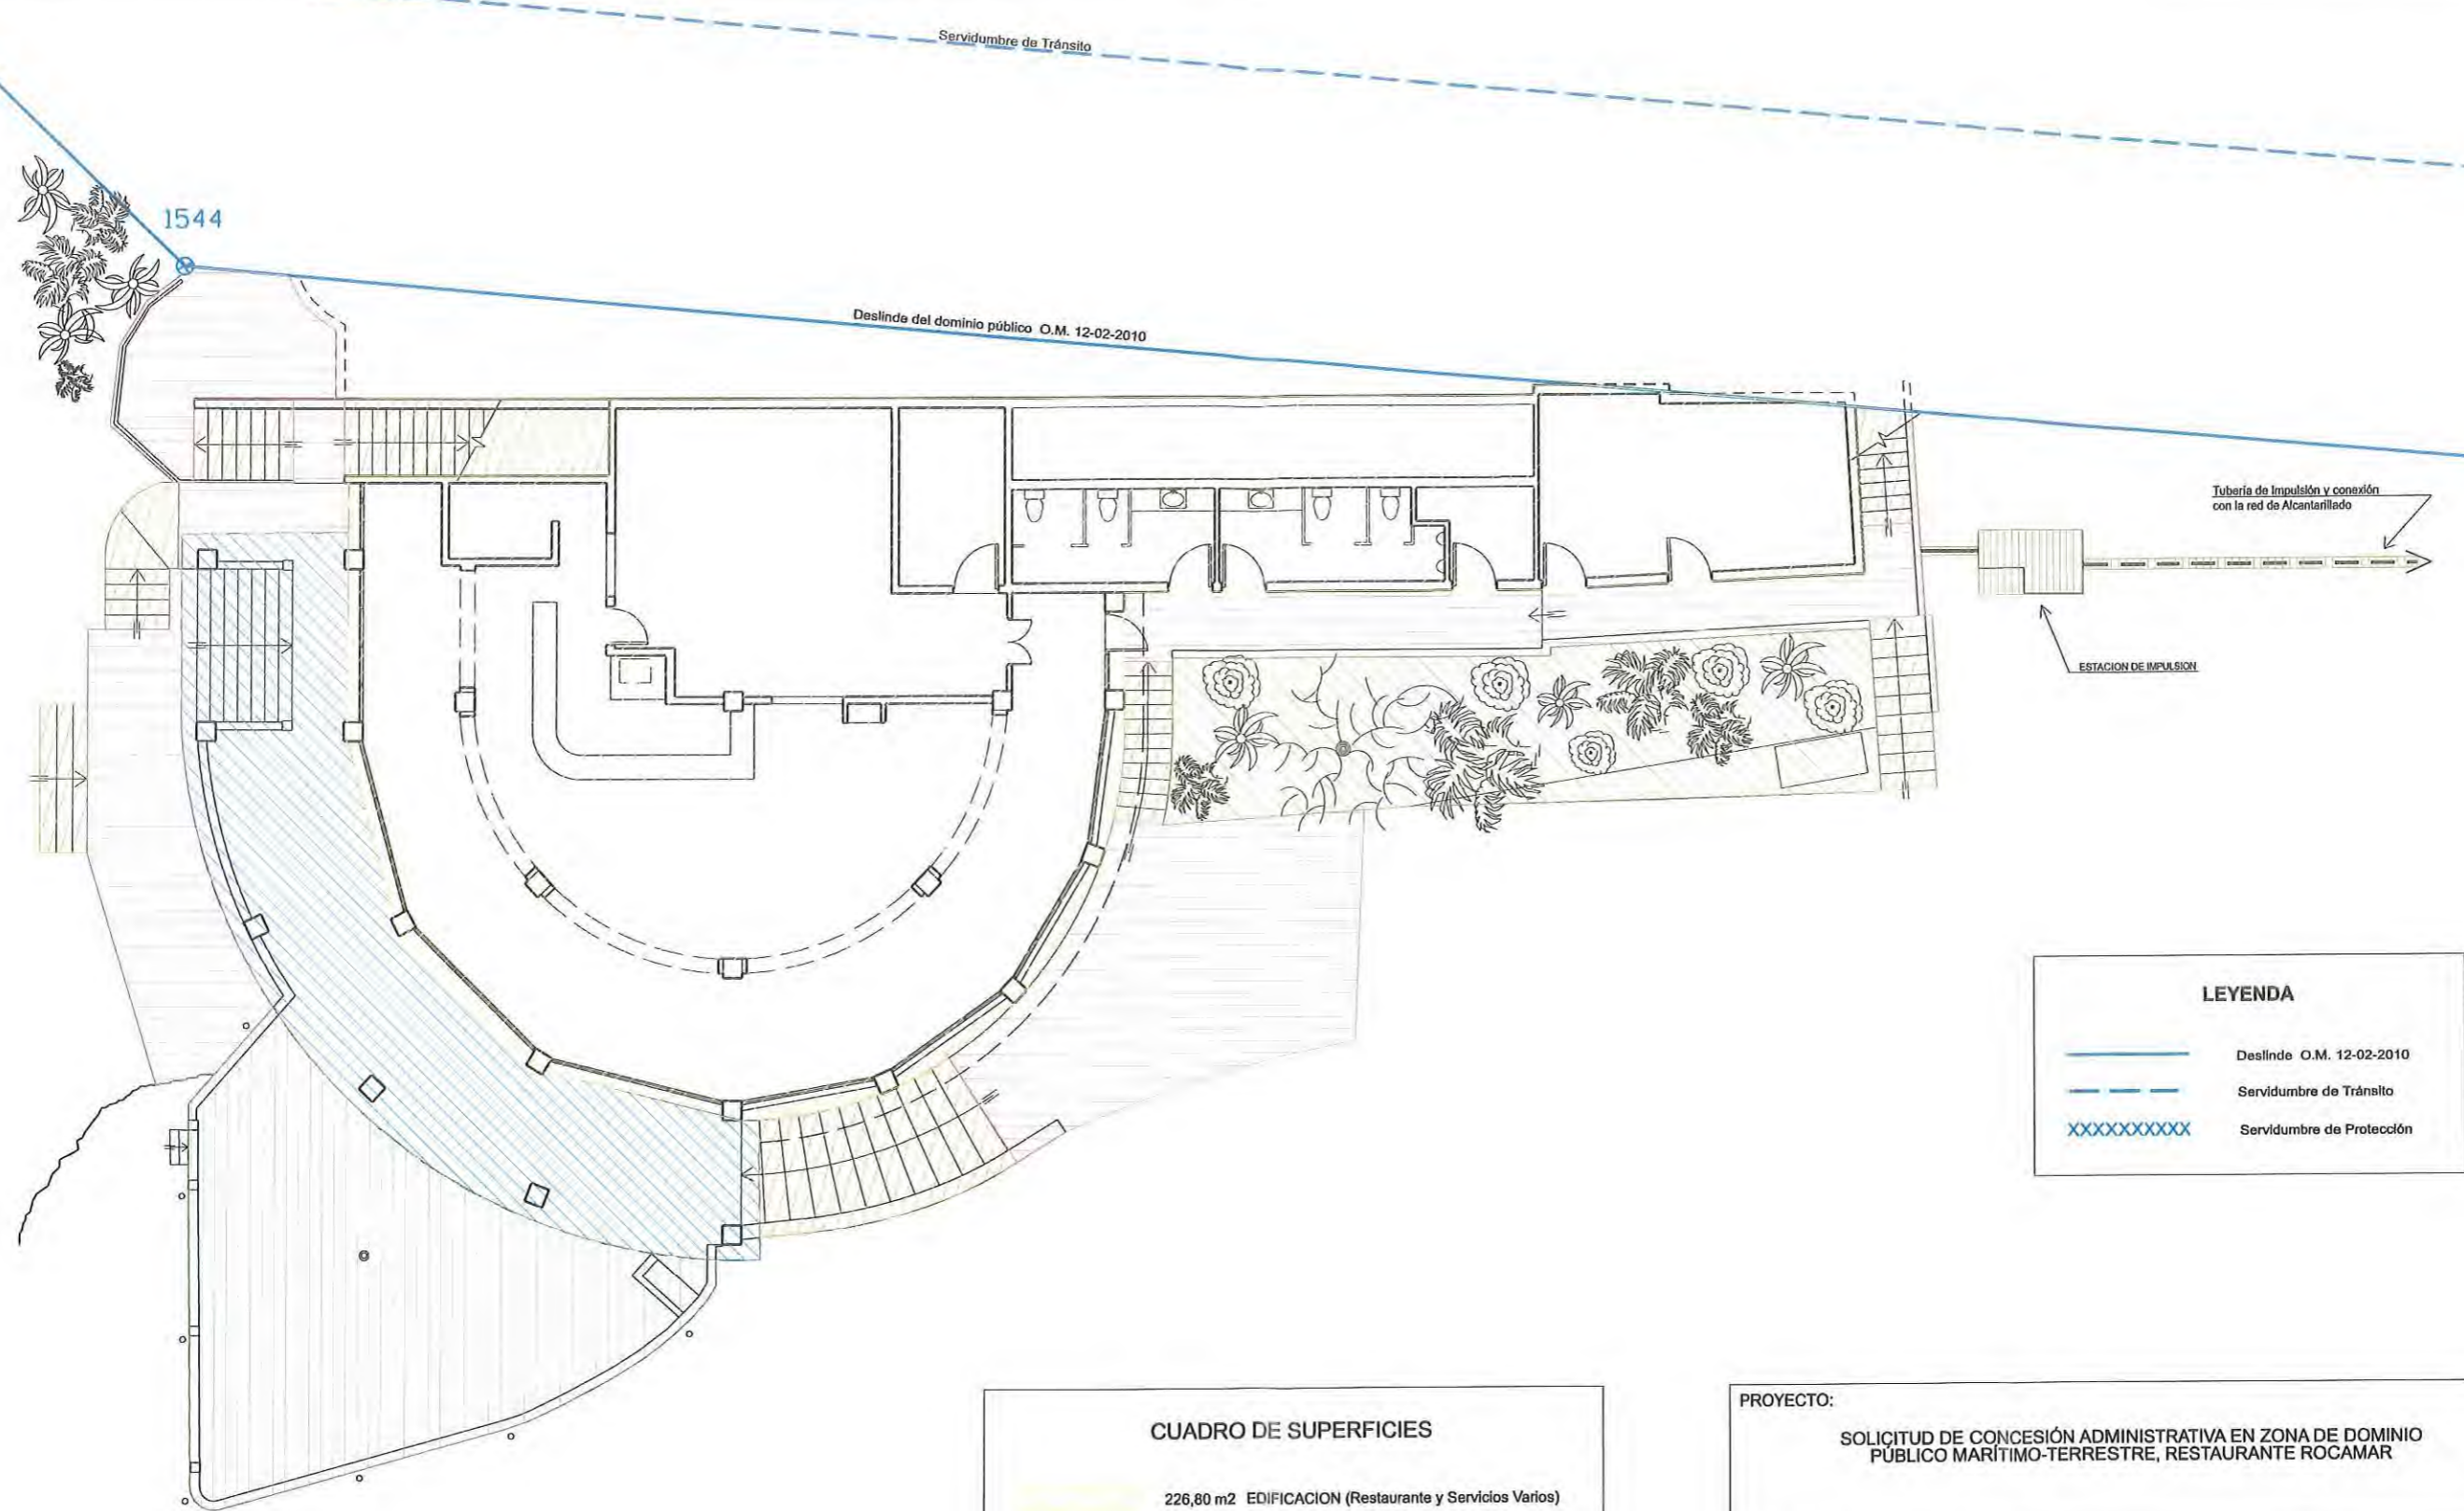 Servidumbre de Tránsito
1544
Deslinde del dominio público O.M. 12-02-2010
Tubería de Impulsión y conexión
con la red de Alcantarillado
ESTACION DE IMPULSION
LEYENDA
Deslinde O.M. 12-02-2010
Servidumbre de Tránsito
XXXXXXXXXX Servidumbre de Protección
CUADRO DE SUPERFICIES
226,80 m2 EDIFICACION (Restaurante y Servicios Varios)
PROYECTO:
SOLICITUD DE CONCESIÓN ADMINISTRATIVA EN ZONA DE DOMINIO
PÚBLICO MARÍTIMO-TERRESTRE, RESTAURANTE ROCAMAR